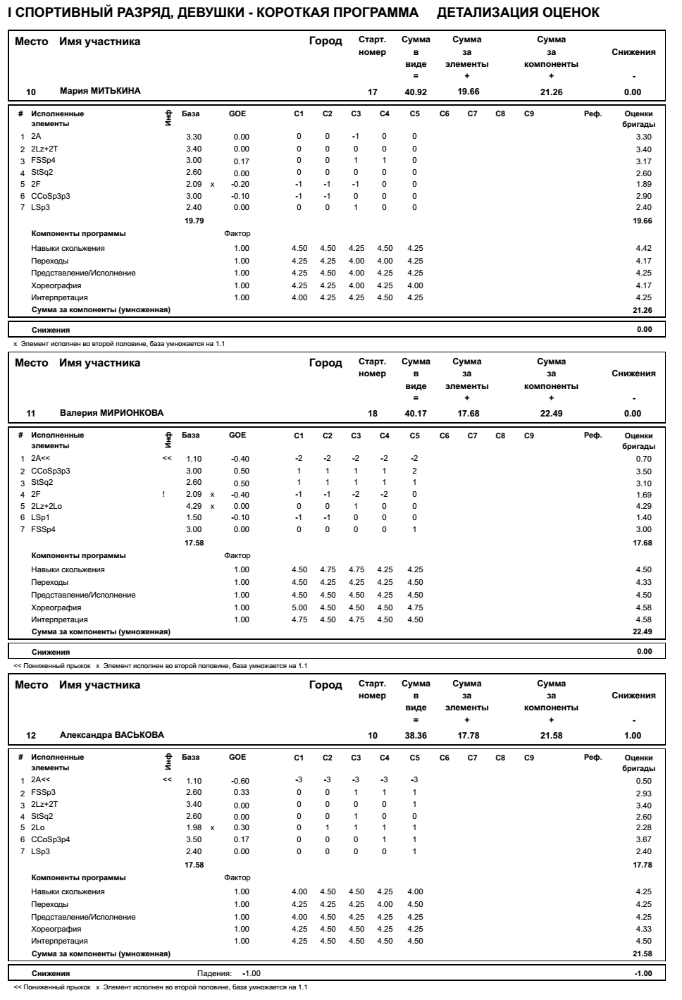 I СПОРТИВНЫЙ РАЗРЯД, ДЕВУШКИ - КОРОТКАЯ ПРОГРАММА ДЕТАЛИЗАЦИЯ ОЦЕНОК
Место Имя участника Город Старт. Сумма Сумма Сумма
номер в за за Снижения
виде элементы компоненты
= + + -
10 Мария МИТЬКИНА 17 40.92 19.66 21.26 0.00
# Исполненные Инф База GOE C1 C2 C3 C4 C5 C6 C7 C8 C9 Реф. Оценки
элементы бригады
1 2A 3.30 0.00 0 0 -1 0 0 3.30
2 2Lz+2T 3.40 0.00 0 0 0 0 0 3.40
3 FSSp4 3.00 0.17 0 0 1 1 0 3.17
4 StSq2 2.60 0.00 0 0 0 0 0 2.60
5 2F 2.09 x -0.20 -1 -1 -1 0 0 1.89
6 CCoSp3p3 3.00 -0.10 -1 -1 0 0 0 2.90
7 LSp3 2.40 0.00 0 0 1 0 0 2.40
19.79 19.66
Компоненты программы Фактор
Навыки скольжения 1.00 4.50 4.50 4.25 4.50 4.25 4.42
Переходы 1.00 4.25 4.25 4.00 4.00 4.25 4.17
Представление/Исполнение 1.00 4.25 4.50 4.00 4.25 4.25 4.25
Хореография 1.00 4.25 4.25 4.00 4.25 4.00 4.17
Интерпретация 1.00 4.00 4.25 4.25 4.50 4.25 4.25
Сумма за компоненты (умноженная) 21.26
Снижения 0.00
x Элемент исполнен во второй половине, база умножается на 1.1
Место Имя участника Город Старт. Сумма Сумма Сумма
номер в за за Снижения
виде элементы компоненты
= + + -
11 Валерия МИРИОНКОВА 18 40.17 17.68 22.49 0.00
# Исполненные Инф База GOE C1 C2 C3 C4 C5 C6 C7 C8 C9 Реф. Оценки
элементы бригады
1 2A<< << 1.10 -0.40 -2 -2 -2 -2 -2 0.70
2 CCoSp3p3 3.00 0.50 1 1 1 1 2 3.50
3 StSq2 2.60 0.50 1 1 1 1 1 3.10
4 2F ! 2.09 x -0.40 -1 -1 -2 -2 0 1.69
5 2Lz+2Lo 4.29 x 0.00 0 0 1 0 0 4.29
6 LSp1 1.50 -0.10 -1 -1 0 0 0 1.40
7 FSSp4 3.00 0.00 0 0 0 0 1 3.00
17.58 17.68
Компоненты программы Фактор
Навыки скольжения 1.00 4.50 4.75 4.75 4.25 4.25 4.50
Переходы 1.00 4.50 4.25 4.25 4.25 4.50 4.33
Представление/Исполнение 1.00 4.50 4.50 4.50 4.25 4.50 4.50
Хореография 1.00 5.00 4.50 4.50 4.50 4.75 4.58
Интерпретация 1.00 4.75 4.50 4.75 4.50 4.50 4.58
Сумма за компоненты (умноженная) 22.49
Снижения 0.00
<< Пониженный прыжок x Элемент исполнен во второй половине, база умножается на 1.1
Место Имя участника Город Старт. Сумма Сумма Сумма
номер в за за Снижения
виде элементы компоненты
= + + -
12 Александра ВАСЬКОВА 10 38.36 17.78 21.58 1.00
# Исполненные Инф База GOE C1 C2 C3 C4 C5 C6 C7 C8 C9 Реф. Оценки
элементы бригады
1 2A<< << 1.10 -0.60 -3 -3 -3 -3 -3 0.50
2 FSSp3 2.60 0.33 0 0 1 1 1 2.93
3 2Lz+2T 3.40 0.00 0 0 0 0 1 3.40
4 StSq2 2.60 0.00 0 0 1 0 0 2.60
5 2Lo 1.98 x 0.30 0 1 1 1 1 2.28
6 CCoSp3p4 3.50 0.17 0 0 0 1 1 3.67
7 LSp3 2.40 0.00 0 0 0 0 1 2.40
17.58 17.78
Компоненты программы Фактор
Навыки скольжения 1.00 4.00 4.50 4.50 4.25 4.00 4.25
Переходы 1.00 4.25 4.25 4.25 4.00 4.50 4.25
Представление/Исполнение 1.00 4.00 4.50 4.25 4.25 4.25 4.25
Хореография 1.00 4.25 4.50 4.50 4.25 4.25 4.33
Интерпретация 1.00 4.25 4.50 4.50 4.50 4.50 4.50
Сумма за компоненты (умноженная) 21.58
Снижения Падения: -1.00 -1.00
<< Пониженный прыжок x Элемент исполнен во второй половине, база умножается на 1.1